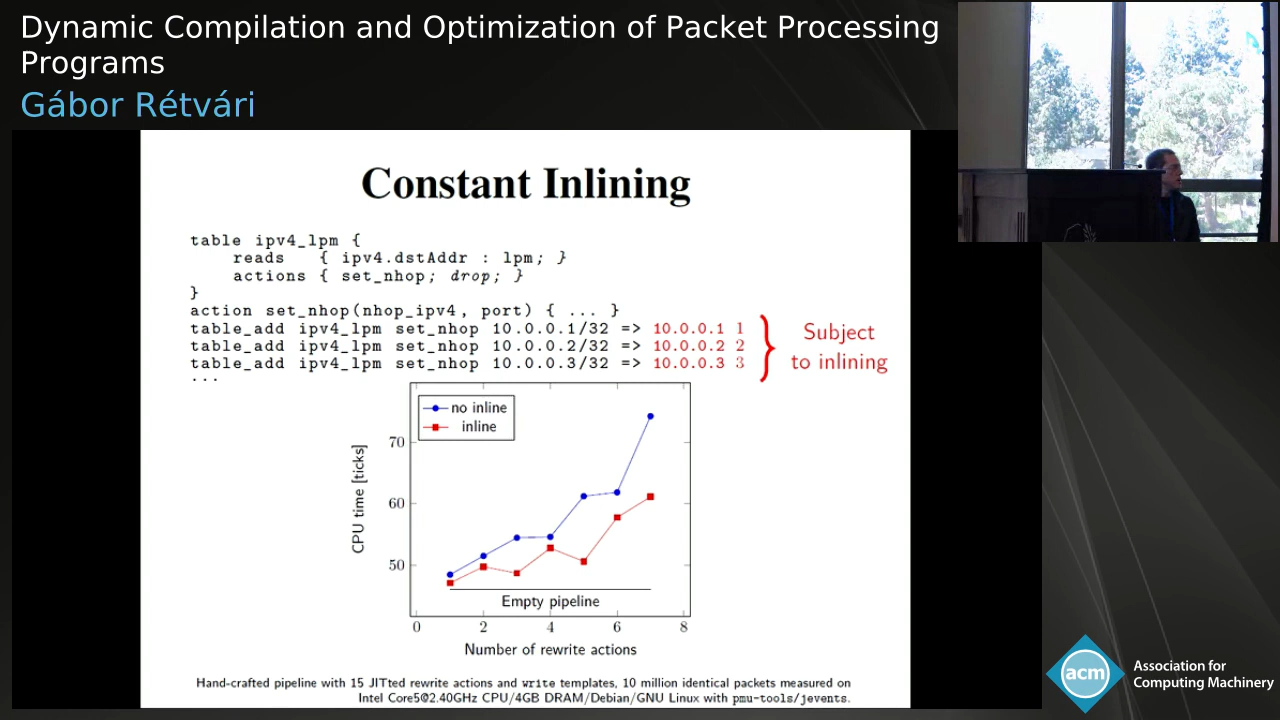 Dynamic Compilation and Optimization of Packet Processing
Programs
Gábor Rétvári
Constant Inlining
table ipv4_lpm {
reads { ipv4.dstAddr : lpm; }
actions { set_nhop; drop; }
}
action set_nhop(nhop_ipv4, port) { ... }
table_add ipv4_lpm set_nhop 10.0.0.1/32 => 10.0.0.1 1
table_add ipv4_lpm set_nhop 10.0.0.2/32 => 10.0.0.2 2
table_add ipv4_lpm set_nhop 10.0.0.3/32 => 10.0.0.3 3
...
Subject
to inlining
no inline
inline
CPU time [ticks]
70
60
50
Empty pipeline
0 2 4 6 8
Number of rewrite actions
Hand-crafted pipeline with 15 JITted rewrite actions and write templates, 10 million identical packets measured on
Intel Core5@2.40GHz CPU/4GB DRAM/Debian/GNU Linux with pmu-tools/jevents.
acm
Association for
Computing Machinery